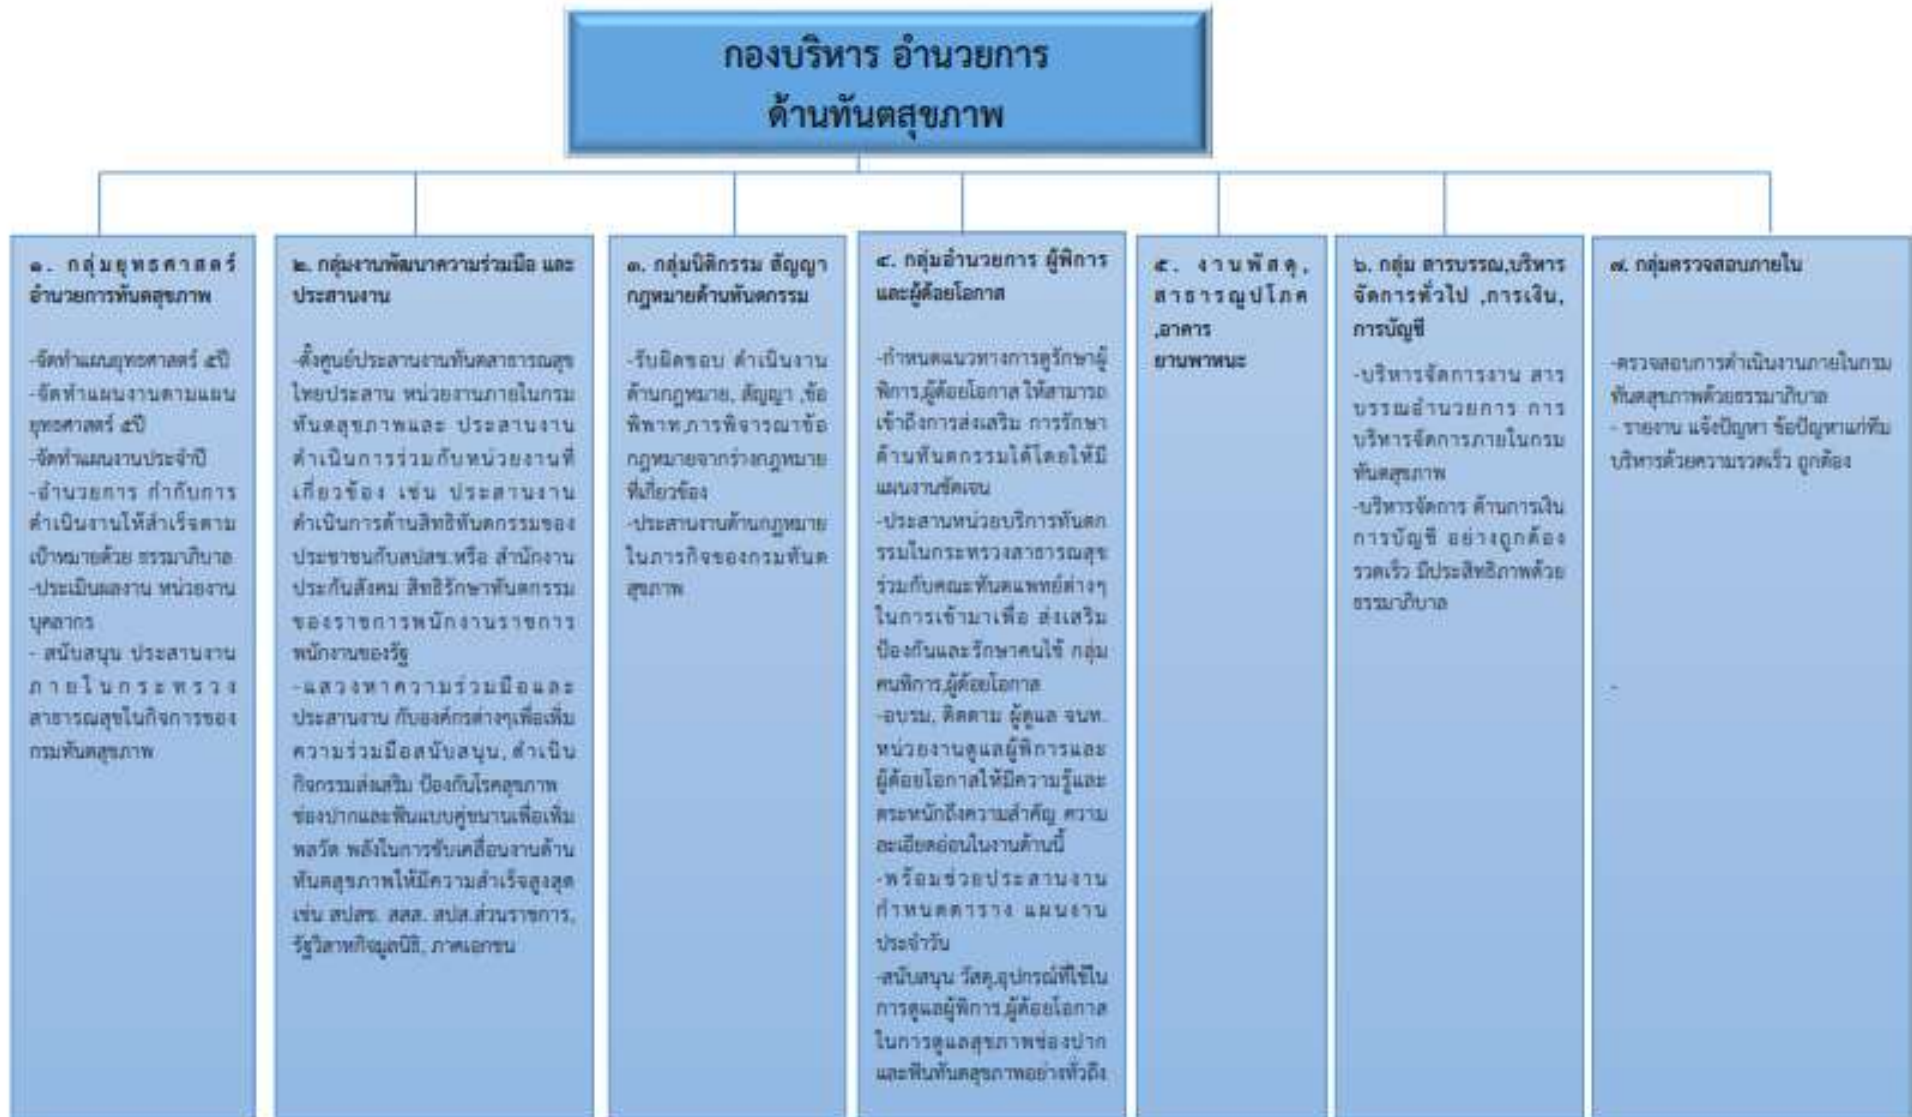 กองบริหาร อำนวยการ
ด้านทันตสุขภาพ
๑. กลุ่มยุทธศาสตร์
อำนวยการทันตสุขภาพ
-จัดทำแผนยุทธศาสตร์ ๕ปี
-จัดทำแผนงานตามแผน
ยุทธศาสตร์ ๕ปี
-จัดทำแผนงานประจำปี
-อำนวยการ กำกับการ
ดำเนินงานให้สำเร็จตาม
เป้าหมายด้วย ธรรมาภิบาล
-ประเมินผลงาน หน่วยงาน
บุคลากร
- สนับสนุน ประสานงาน
ภายในกระทรวง
สาธารณสุขในกิจการของ
กรมทันตสุขภาพ
๒. กลุ่มงานพัฒนาความร่วมมือ และ
ประสานงาน
-ตั้งศูนย์ประสานงานทันตสาธารณสุข
ไทยประสาน หน่วยงานภายในกรม
ทันตสุขภาพและ ประสานงาน
ดำเนินการร่วมกับหน่วยงานที่
เกี่ยวข้อง เช่น ประสานงาน
ดำเนินการด้านสิทธิทันตกรรมของ
ประชาชนกับสปสช.หรือ สำนักงาน
ประกันสังคม สิทธิรักษาทันตกรรม
ของราชการพนักงานราชการ
พนักงานของรัฐ
-แสวงหาความร่วมมือและ
ประสานงาน กับองค์กรต่างๆเพื่อเพิ่ม
ความร่วมมือสนับสนุน, ดำเนิน
กิจกรรมส่งเสริม ป้องกันโรคสุขภาพ
ช่องปากและฟันแบบคู่ขนานเพื่อเพิ่ม
พลวัต พลังในการขับเคลื่อนงานด้าน
ทันตสุขภาพให้มีความสำเร็จสูงสุด
เช่น สปสช. สสส. สปส.ส่วนราชการ,
รัฐวิสาหกิจมูลนิธิ, ภาคเอกชน
๓. กลุ่มนิติกรรม สัญญา
กฎหมายด้านทันตกรรม
-รับผิดชอบ ดำเนินงาน
ด้านกฎหมาย, สัญญา ,ข้อ
พิพาท,การพิจารณาข้อ
กฎหมายจากร่างกฎหมาย
ที่เกี่ยวข้อง
-ประสานงานด้านกฎหมาย
ในภารกิจของกรมทันต
สุขภาพ
๔. กลุ่มอำนวยการ ผู้พิการ
และผู้ด้อยโอกาส
-กำหนดแนวทางการดูรักษาผู้
พิการ,ผู้ด้อยโอกาส ให้สามารถ
เข้าถึงการส่งเสริม การรักษา
ด้านทันตกรรมได้โดยให้มี
แผนงานชัดเจน
-ประสานหน่วยบริการทันตก
รรมในกระทรวงสาธารณสุข
ร่วมกับคณะทันตแพทย์ต่างๆ
ในการเข้ามาเพื่อ ส่งเสริม
ป้องกันและรักษาคนไข้ กลุ่ม
คนพิการ,ผู้ด้อยโอกาส
-อบรม, ติดตาม ผู้ดูแล จนท.
หน่วยงานดูแลผู้พิการและ
ผู้ด้อยโอกาสให้มีความรู้และ
ตระหนักถึงความสำคัญ ความ
ละเอียดอ่อนในงานด้านนี้
-พร้อมช่วยประสานงาน
กำหนดตาราง แผนงาน
ประจำวัน
-สนับสนุน วัสดุ,อุปกรณ์ที่ใช้ใน
การดูแลผู้พิการ,ผู้ด้อยโอกาส
ในการดูแลสุขภาพช่องปาก
และฟันทันตสุขภาพอย่างทั่วถึง
๕. งานพัสดุ,
สาธารณูปโภค
,อาคาร
ยานพาหนะ
๖. กลุ่ม สารบรรณ,บริหาร
จัดการทั่วไป ,การเงิน,
การบัญชี
-บริหารจัดการงาน สาร
บรรณอำนวยการ การ
บริหารจัดการภายในกรม
ทันตสุขภาพ
-บริหารจัดการ ด้านการเงิน
การบัญชี อย่างถูกต้อง
รวดเร็ว มีประสิทธิภาพด้วย
ธรรมาภิบาล
๗. กลุ่มตรวจสอบภายใน
-ตรวจสอบการดำเนินงานภายในกรม
ทันตสุขภาพด้วยธรรมาภิบาล
- รายงาน แจ้งปัญหา ข้อปัญหาแก่ทีม
บริหารด้วยความรวดเร็ว ถูกต้อง
-